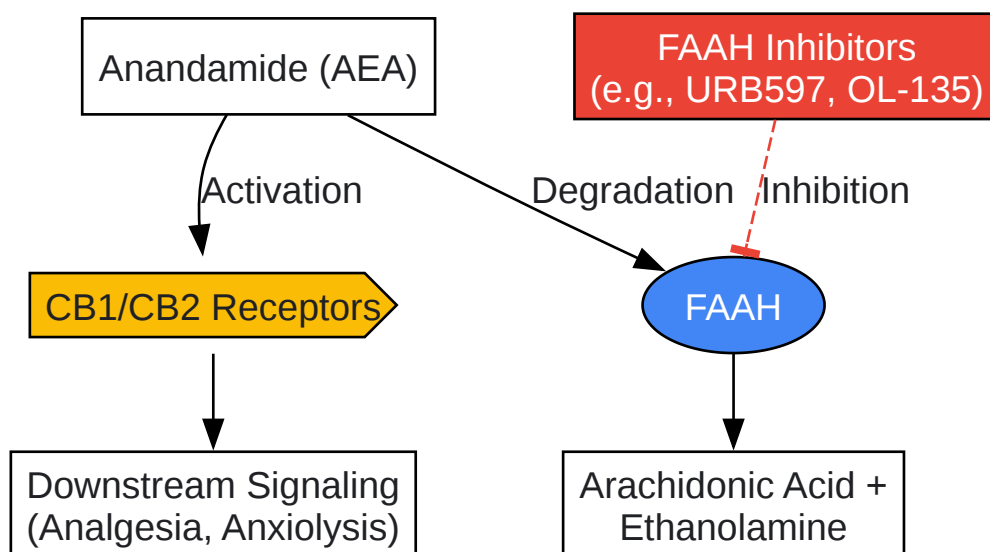 Anandamide (AEA)
FAAH Inhibitors
(e.g., URB597, OL-135)
Activation
Degradation
Inhibition
CB1/CB2 Receptors
FAAH
Downstream Signaling
(Analgesia, Anxiolysis)
Arachidonic Acid +
Ethanolamine